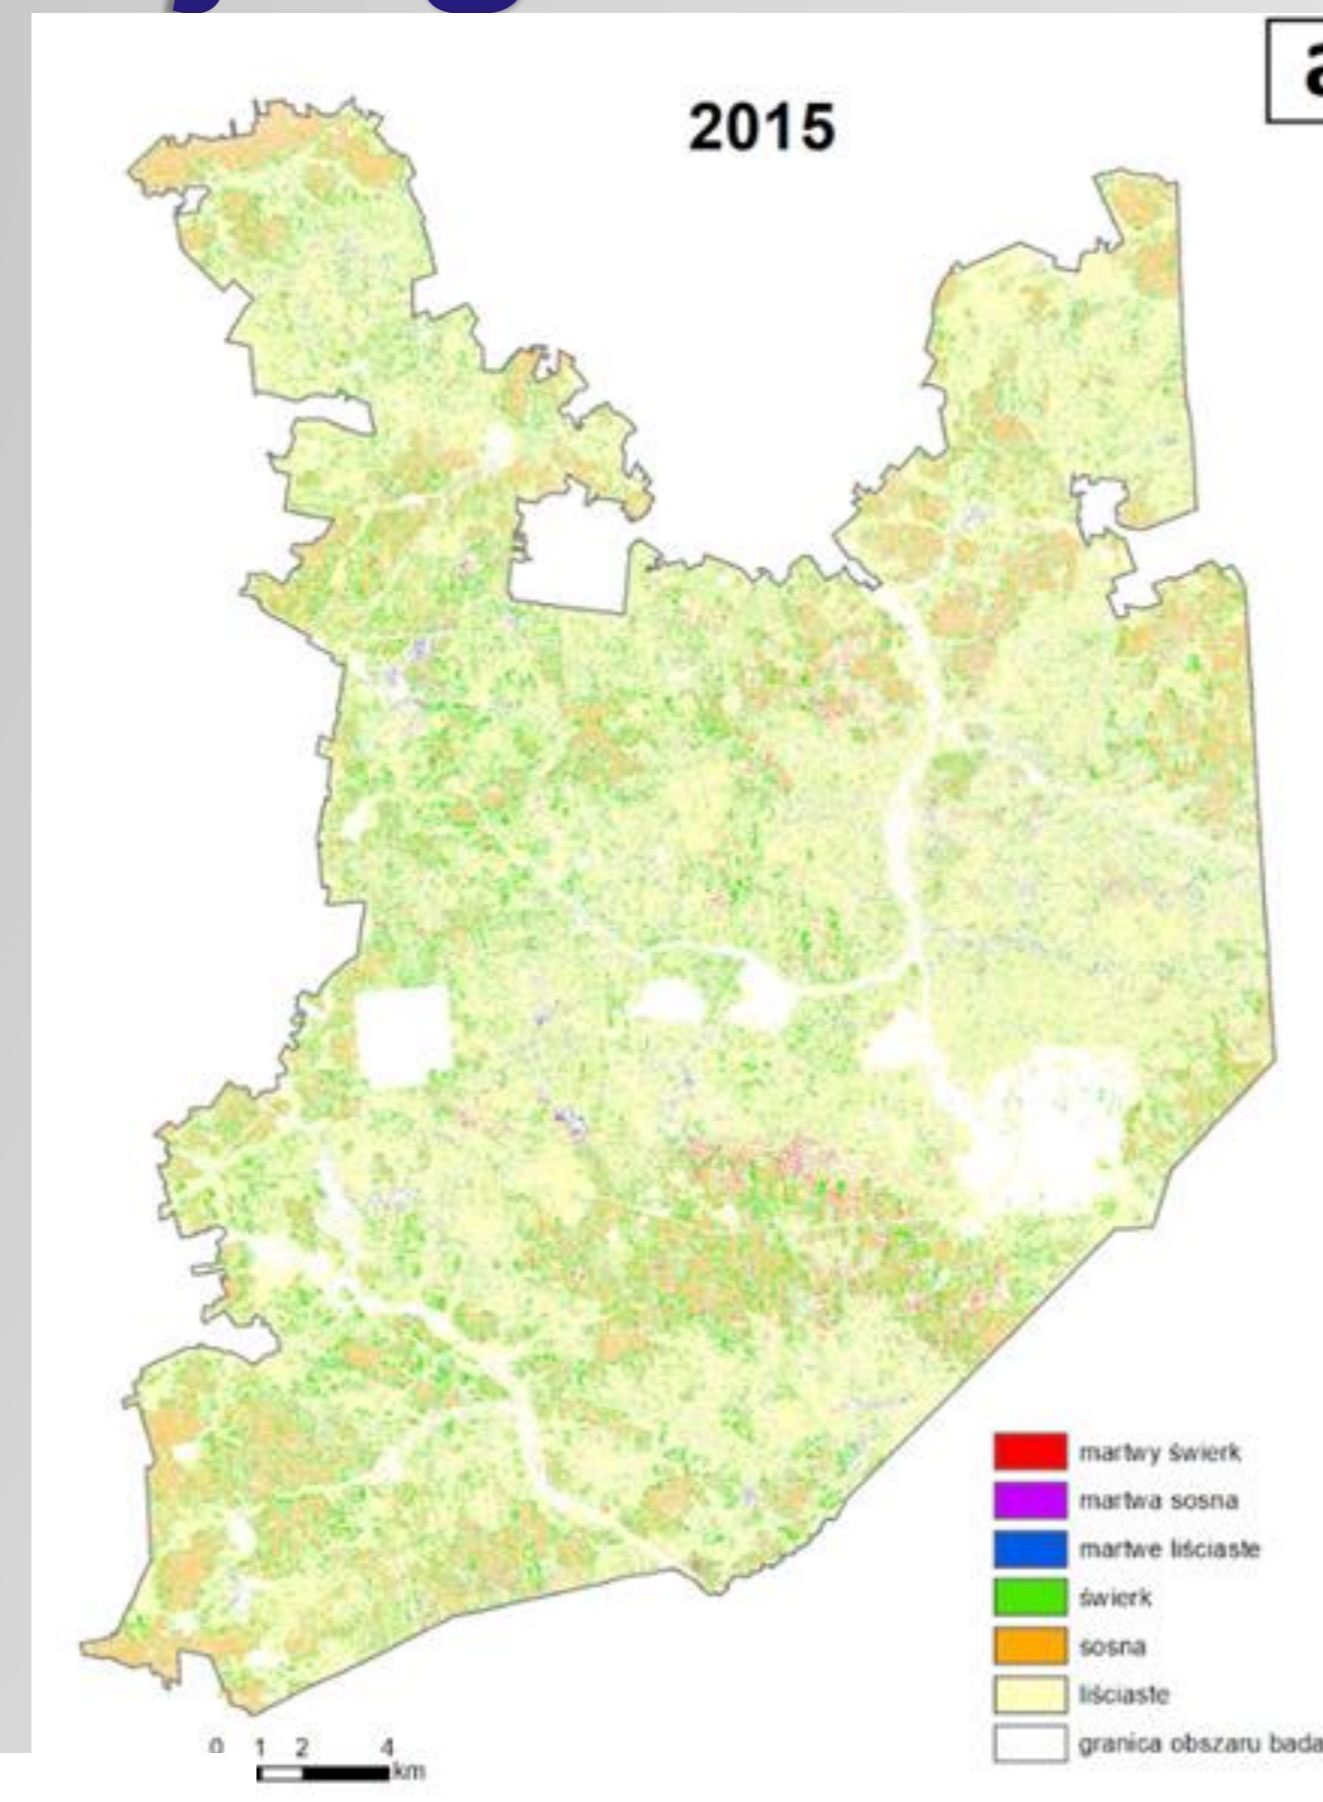 2015
a
martwy świerk
martwa sosna
martwe liściaste
świerk
sosna
liściaste
granica obszaru bada
0 1 2 4
km